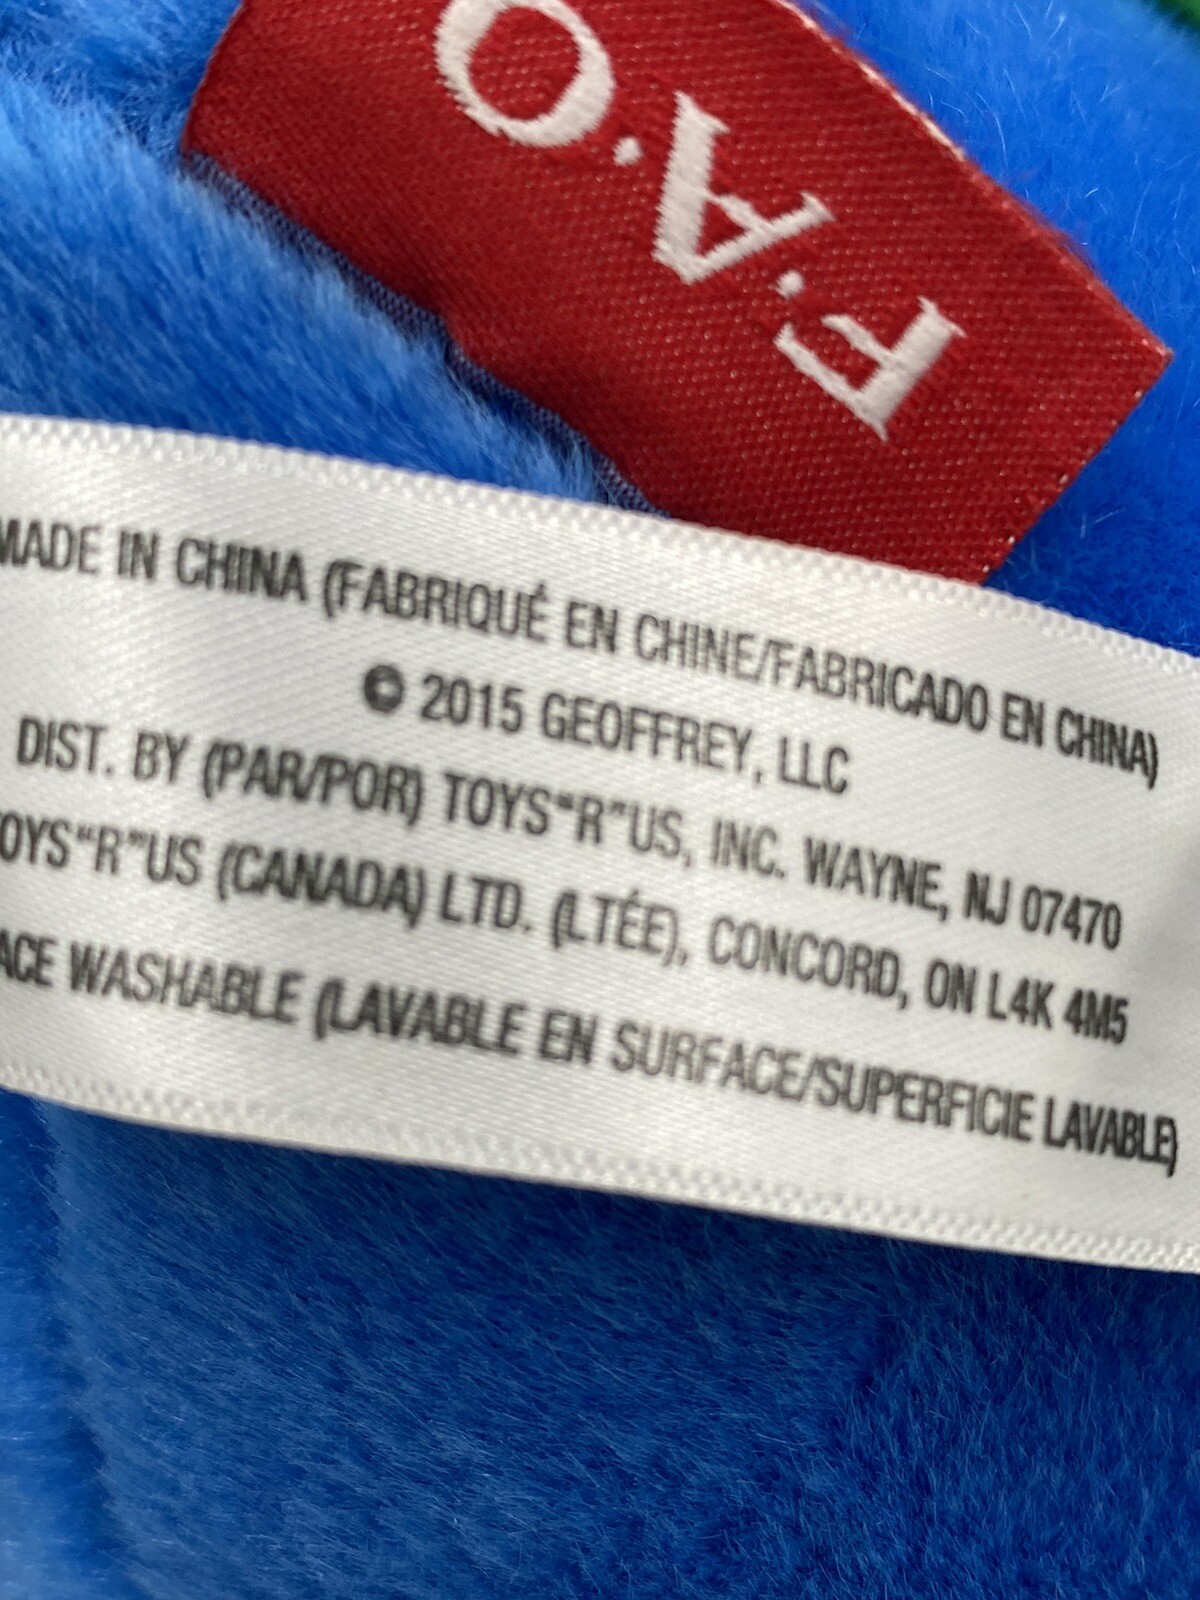 F.A.O
MADE IN CHINA (FABRIQUÉ EN CHINE/FABRICADO EN CHINA)
© 2015 GEOFFREY, LLC
DIST. BY (PAR/POR) TOYS“R”US, INC. WAYNE, NJ 07470
OYS“R”US (CANADA) LTD. (LTÉE), CONCORD, ON L4K 4M5
ACE WASHABLE (LAVABLE EN SURFACE/SUPERFICIE LAVABLE)